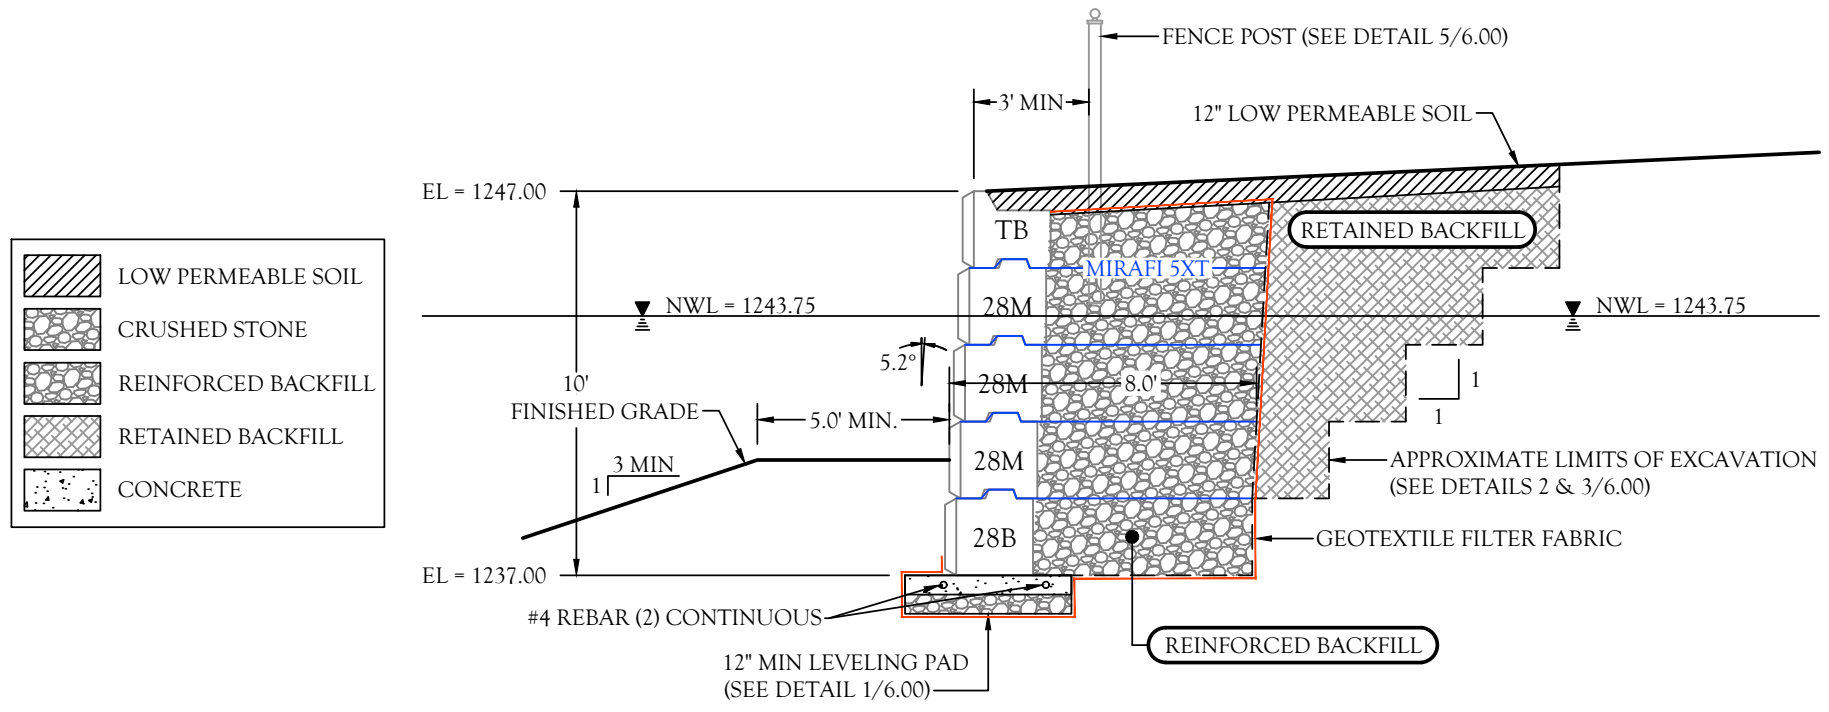 FENCE POST (SEE DETAIL 5/6.00)
3' MIN
12" LOW PERMEABLE SOIL
EL = 1247.00
TB
RETAINED BACKFILL
MIRAFI 5XT
LOW PERMEABLE SOIL
CRUSHED STONE
REINFORCED BACKFILL
RETAINED BACKFILL
CONCRETE
NWL = 1243.75
28M
NWL = 1243.75
5.2°
10'
28M
8.0'
1
1
FINISHED GRADE
5.0' MIN.
3 MIN
1
28M
APPROXIMATE LIMITS OF EXCAVATION
(SEE DETAILS 2 & 3/6.00)
28B
GEOTEXTILE FILTER FABRIC
EL = 1237.00
#4 REBAR (2) CONTINUOUS
REINFORCED BACKFILL
12" MIN LEVELING PAD
(SEE DETAIL 1/6.00)